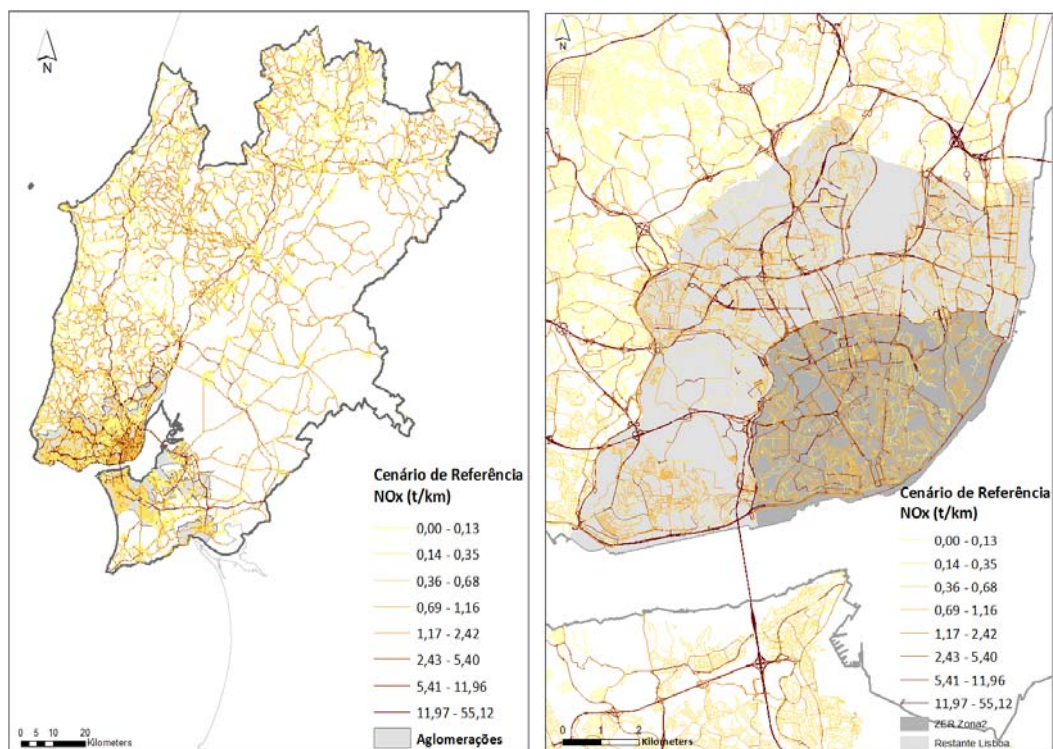 N
Cenário de Referência
NOx (t/km)
0,00 - 0,13
0,14 - 0,35
0,36 - 0,68
0,69 - 1,16
1,17 - 2,42
2,43 - 5,40
5,41 - 11,96
11,97 - 55,12
Aglomerações
0 5 10 20
Kilometers
N
Cenário de Referência
NOx (t/km)
0,00 - 0,13
0,14 - 0,35
0,36 - 0,68
0,69 - 1,16
1,17 - 2,42
2,43 - 5,40
5,41 - 11,96
11,97 - 55,12
ZER Zona2
Restante Lisboa
0 1 2
Kilometers